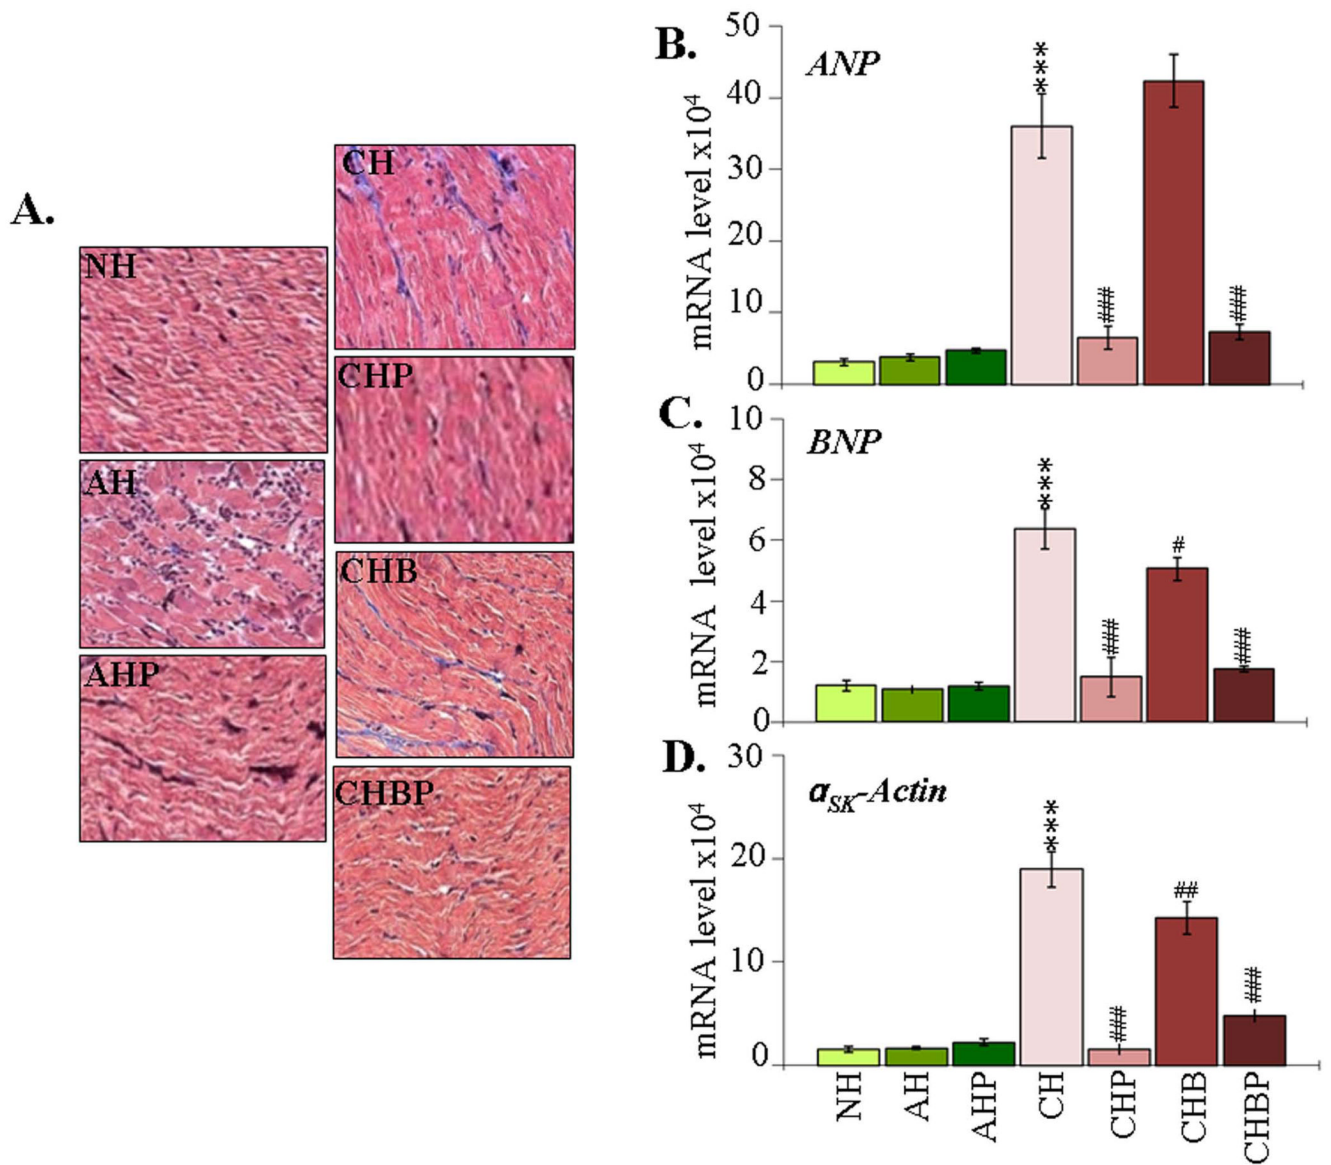 A.
NH
AH
AHP
CH
CHP
CHB
CHBP
B.
ANP
mRNA level x10⁴
50
40
30
20
10
0
***
###
###
C.
BNP
mRNA level x10⁴
10
8
6
4
2
0
***
###
#
###
D.
α_SK-Actin
mRNA level x10⁴
30
20
10
0
***
###
##
###
NH
AH
AHP
CH
CHP
CHB
CHBP